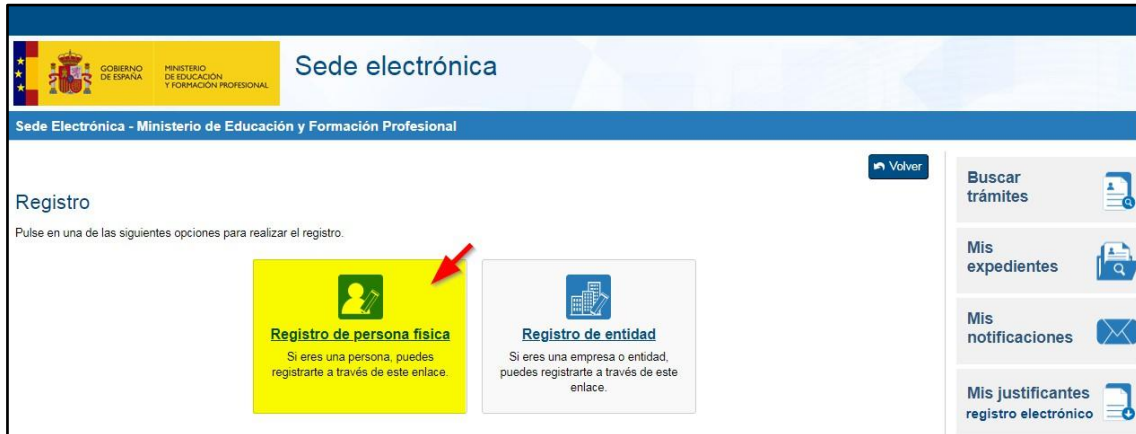 GOBIERNO
DE ESPAÑA
MINISTERIO
DE EDUCACIÓN
Y FORMACIÓN PROFESIONAL
Sede electrónica
Sede Electrónica - Ministerio de Educación y Formación Profesional
Volver
Registro
Pulse en una de las siguientes opciones para realizar el registro.
Registro de persona física
Si eres una persona, puedes
registrarte a través de este enlace.
Registro de entidad
Si eres una empresa o entidad,
puedes registrarte a través de este
enlace.
Buscar
trámites
Mis
expedientes
Mis
notificaciones
Mis justificantes
registro electrónico